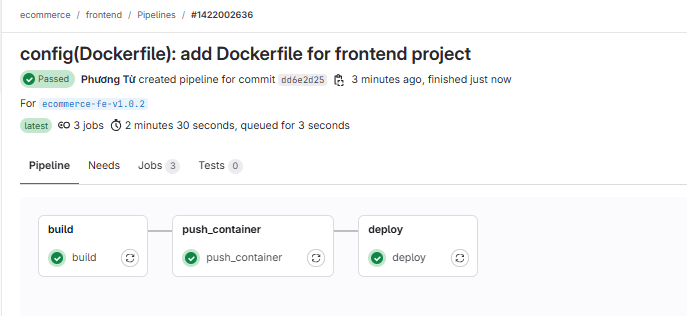 ecommerce / frontend / Pipelines / #1422002636
config(Dockerfile): add Dockerfile for frontend project
Passed Phương Từ created pipeline for commit dd6e2d25 3 minutes ago, finished just now
For ecommerce-fe-v1.0.2
latest 3 jobs 2 minutes 30 seconds, queued for 3 seconds
Pipeline Needs Jobs 3 Tests 0
build push_container deploy
build push_container deploy